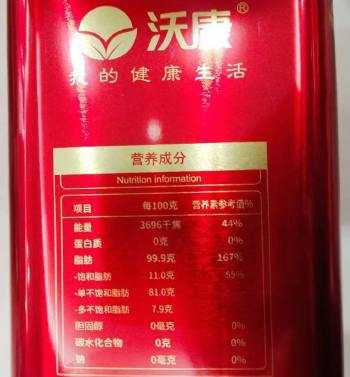 沃康®
我的健康生活
营养成分
Nutrition information
项目 每100克 营养素参考值%
能量 3696千焦 44%
蛋白质 0克 0%
脂肪 99.9克 167%
-饱和脂肪 11.0克 55%
-单不饱和脂肪 81.0克
-多不饱和脂肪 7.9克
胆固醇 0毫克 0%
碳水化合物 0克 0%
钠 0毫克 0%